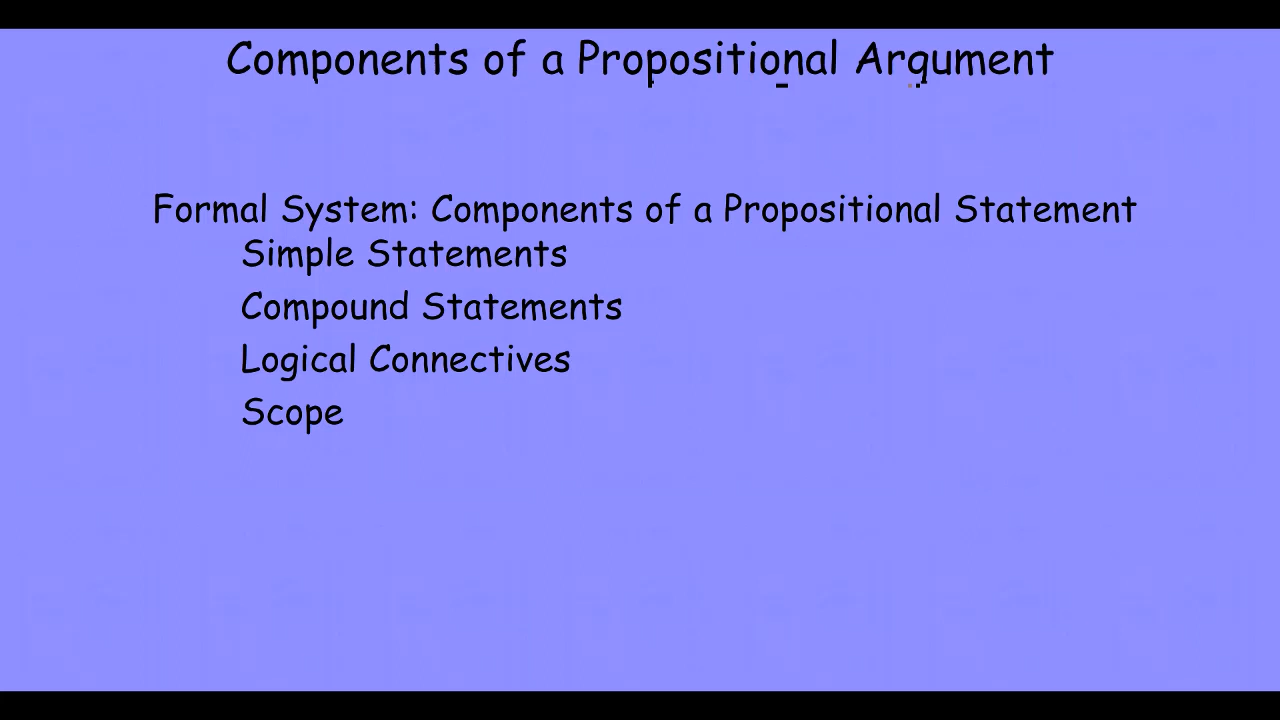 Components of a Propositional Argument
Formal System: Components of a Propositional Statement
Simple Statements
Compound Statements
Logical Connectives
Scope